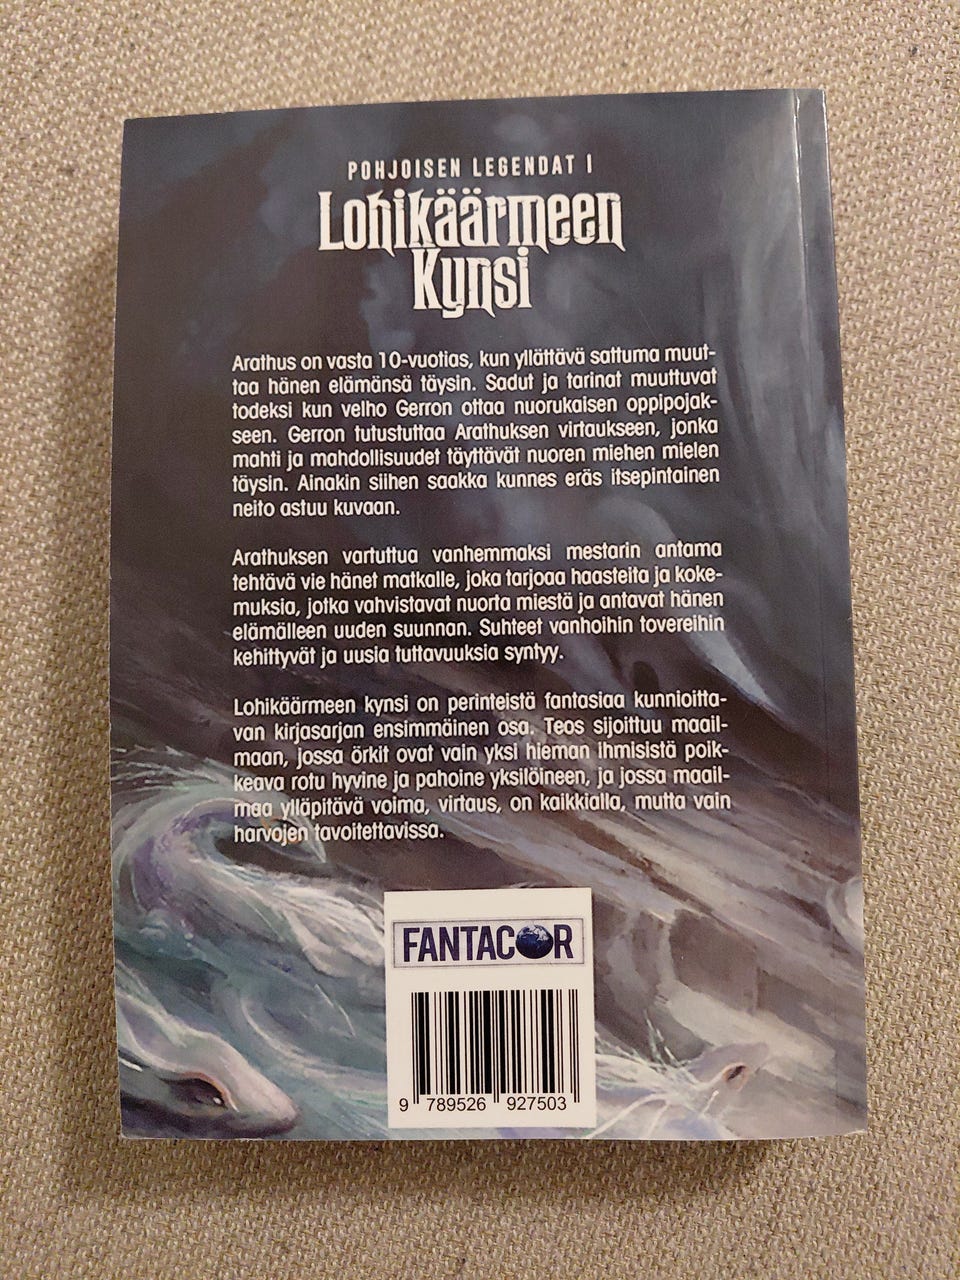 POHJOISEN LEGENDAT I
Lohikäärmeen
Kynsi
Arathus on vasta 10-vuotias, kun yllättävä sattuma muut-
taa hänen elämänsä täysin. Sadut ja tarinat muuttuvat
todeksi kun velho Gerron ottaa nuorukaisen oppipojak-
seen. Gerron tutustuttaa Arathuksen virtaukseen, jonka
mahti ja mahdollisuudet täyttävät nuoren miehen mielen
täysin. Ainakin siihen saakka kunnes eräs itsepintainen
neito astuu kuvaan.
Arathuksen vartuttua vanhemmaksi mestarin antama
tehtävä vie hänet matkalle, joka tarjoaa haasteita ja koke-
muksia, jotka vahvistavat nuorta miestä ja antavat hänen
elämälleen uuden suunnan. Suhteet vanhoihin tovereihin
kehittyvät ja uusia tuttavuuksia syntyy.
Lohikäärmeen kynsi on perinteistä fantasiaa kunnioitta-
van kirjasarjan ensimmäinen osa. Teos sijoittuu maail-
maan, jossa örkit ovat vain yksi hieman ihmisistä poik-
keava rotu hyvine ja pahoine yksilöineen, ja jossa maail-
maa ylläpitävä voima, virtaus, on kaikkialla, mutta vain
harvojen tavoitettavissa.
FANTACOR
9 789526 927503